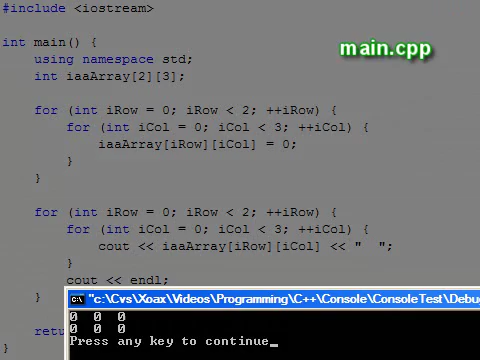 #include <iostream>
main.cpp
int main() {
    using namespace std;
    int iaaArray[2][3];
    for (int iRow = 0; iRow < 2; ++iRow) {
        for (int iCol = 0; iCol < 3; ++iCol) {
            iaaArray[iRow][iCol] = 0;
        }
    }
    for (int iRow = 0; iRow < 2; ++iRow) {
        for (int iCol = 0; iCol < 3; ++iCol) {
            cout << iaaArray[iRow][iCol] << "  ";
        }
        cout << endl;
    }
"c:\Cvs\Xoax\Videos\Programming\C++\Console\ConsoleTest\Debu
0  0  0
0  0  0
Press any key to continue_